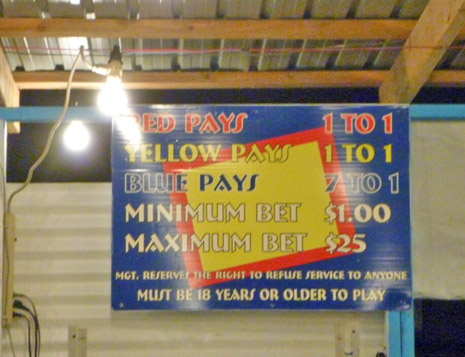 RED PAYS 1 TO 1
YELLOW PAYS 1 TO 1
BLUE PAYS 7 TO 1
MINIMUM BET $1.00
MAXIMUM BET $25
MGT. RESERVES THE RIGHT TO REFUSE SERVICE TO ANYONE
MUST BE 18 YEARS OR OLDER TO PLAY